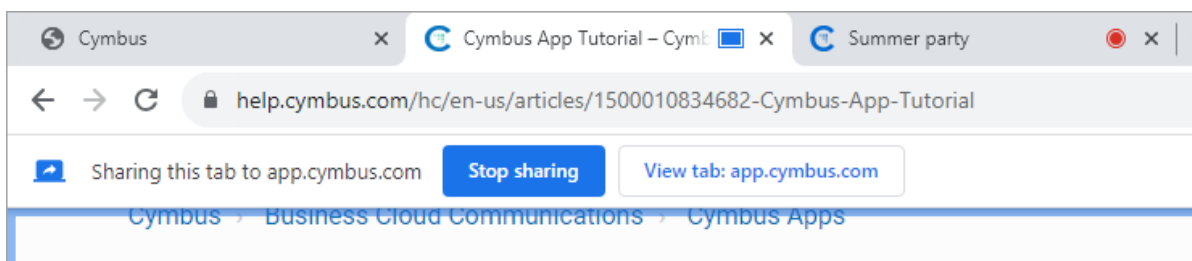 Cymbus Cymbus App Tutorial – Cymb Summer party
help.cymbus.com/hc/en-us/articles/1500010834682-Cymbus-App-Tutorial
Sharing this tab to app.cymbus.com Stop sharing View tab: app.cymbus.com
Cymbus › Business Cloud Communications › Cymbus Apps